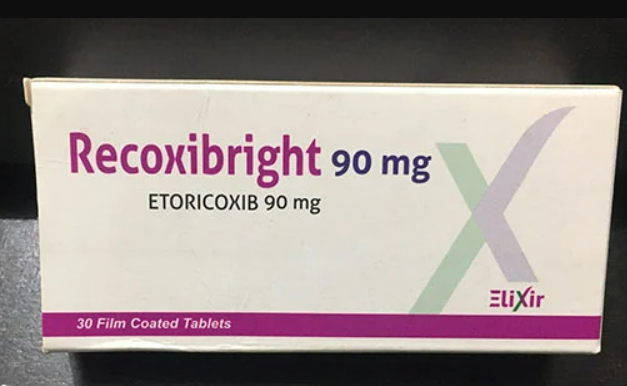 Recoxibright 90 mg
ETORICOXIB 90 mg
Elixir
30 Film Coated Tablets